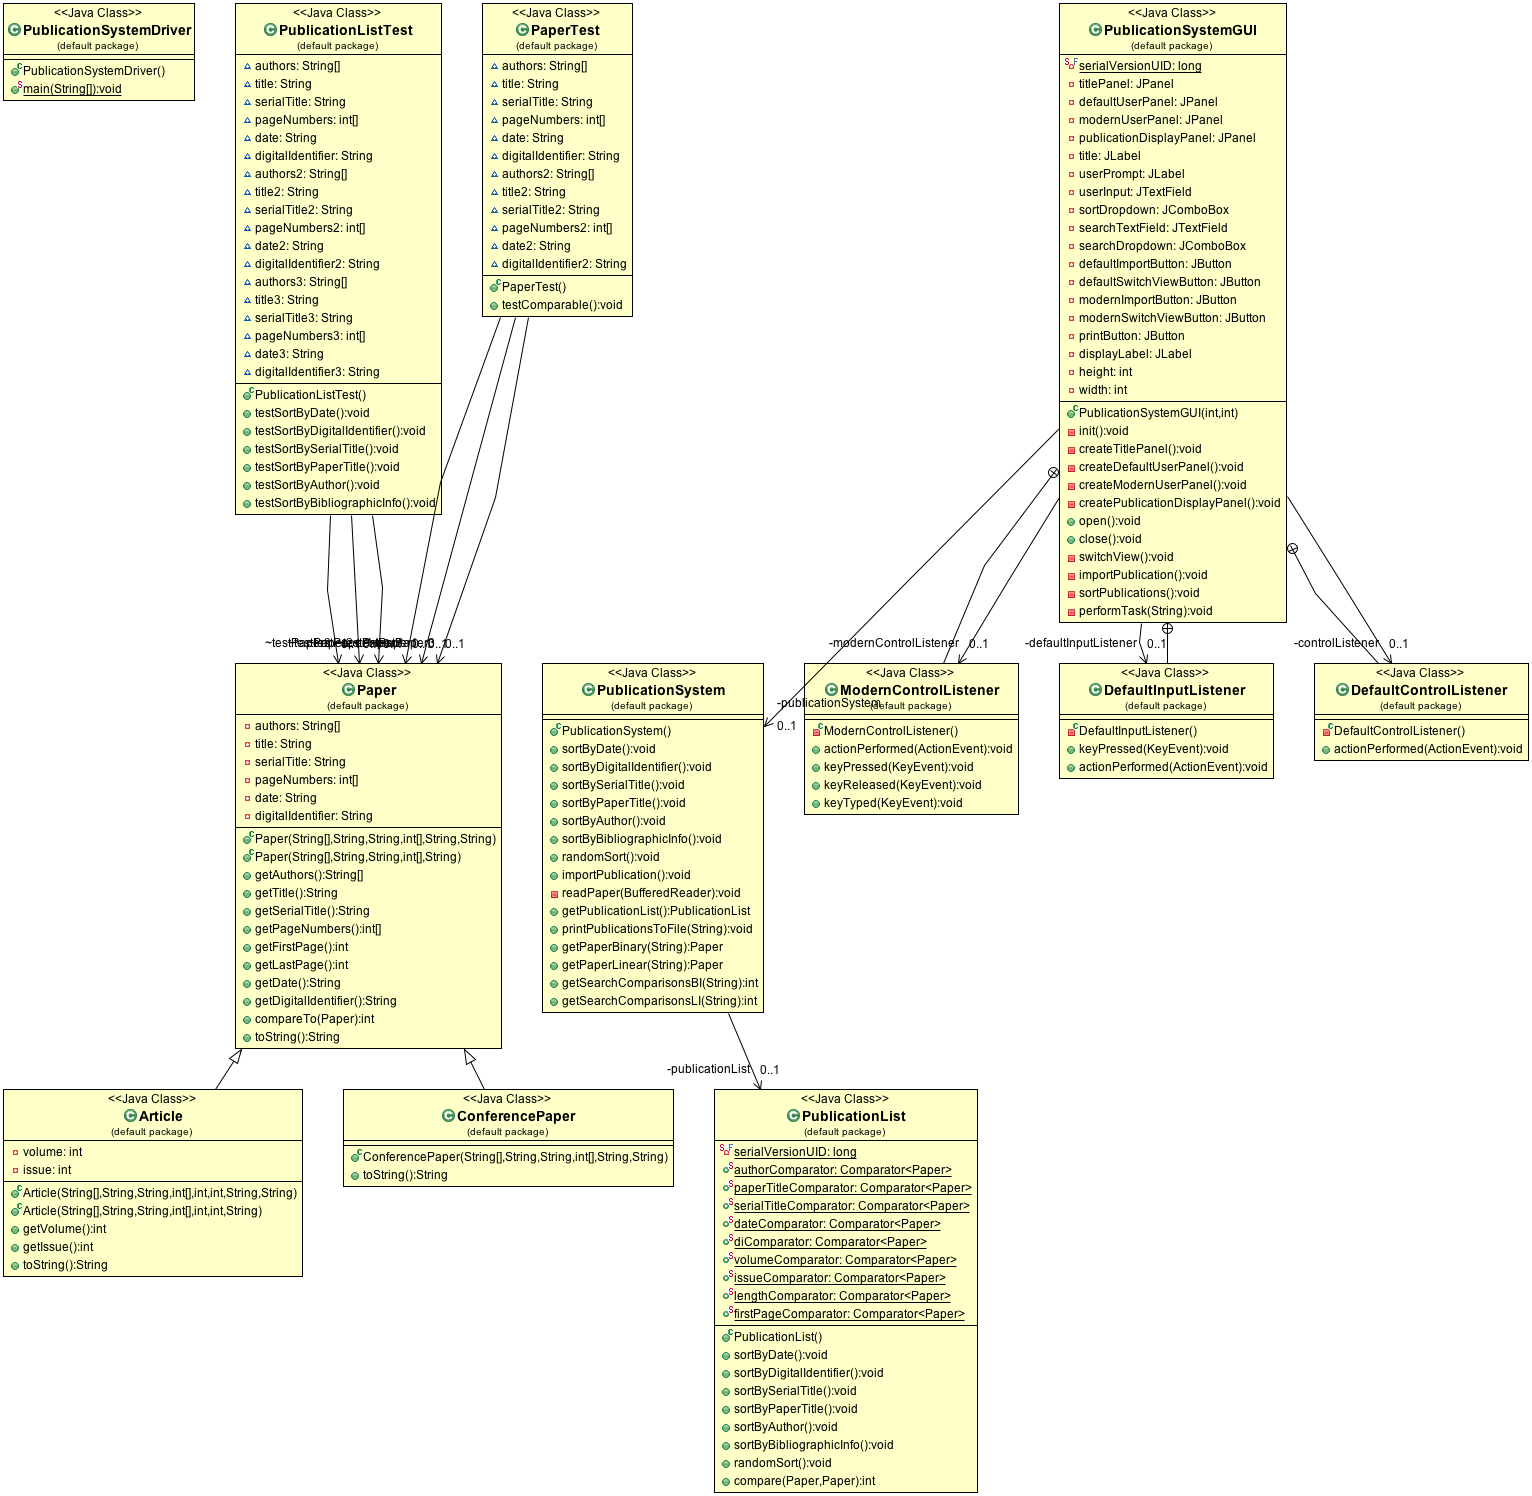 <<Java Class>>
PublicationSystemDriver
(default package)
PublicationSystemDriver()
main(String[]):void
<<Java Class>>
PublicationListTest
(default package)
authors: String[]
title: String
serialTitle: String
pageNumbers: int[]
date: String
digitalIdentifier: String
authors2: String[]
title2: String
serialTitle2: String
pageNumbers2: int[]
date2: String
digitalIdentifier2: String
authors3: String[]
title3: String
serialTitle3: String
pageNumbers3: int[]
date3: String
digitalIdentifier3: String
PublicationListTest()
testSortByDate():void
testSortByDigitalIdentifier():void
testSortBySerialTitle():void
testSortByPaperTitle():void
testSortByAuthor():void
testSortByBibliographicInfo():void
<<Java Class>>
PaperTest
(default package)
authors: String[]
title: String
serialTitle: String
pageNumbers: int[]
date: String
digitalIdentifier: String
authors2: String[]
title2: String
serialTitle2: String
pageNumbers2: int[]
date2: String
digitalIdentifier2: String
PaperTest()
testComparable():void
<<Java Class>>
PublicationSystemGUI
(default package)
serialVersionUID: long
titlePanel: JPanel
defaultUserPanel: JPanel
modernUserPanel: JPanel
publicationDisplayPanel: JPanel
title: JLabel
userPrompt: JLabel
userInput: JTextField
sortDropdown: JComboBox
searchTextField: JTextField
searchDropdown: JComboBox
defaultImportButton: JButton
defaultSwitchViewButton: JButton
modernImportButton: JButton
modernSwitchViewButton: JButton
printButton: JButton
displayLabel: JLabel
height: int
width: int
PublicationSystemGUI(int,int)
init():void
createTitlePanel():void
createDefaultUserPanel():void
createModernUserPanel():void
createPublicationDisplayPanel():void
open():void
close():void
switchView():void
importPublication():void
sortPublications():void
performTask(String):void
0..1
-modernControlListener
0..1
-defaultInputListener
0..1
-controlListener
0..1
-publicationSystem
0..1
<<Java Class>>
Paper
(default package)
authors: String[]
title: String
serialTitle: String
pageNumbers: int[]
date: String
digitalIdentifier: String
Paper(String[],String,String,int[],String,String)
Paper(String[],String,String,int[],String)
getAuthors():String[]
getTitle():String
getSerialTitle():String
getPageNumbers():int[]
getFirstPage():int
getLastPage():int
getDate():String
getDigitalIdentifier():String
compareTo(Paper):int
toString():String
<<Java Class>>
PublicationSystem
(default package)
PublicationSystem()
sortByDate():void
sortByDigitalIdentifier():void
sortBySerialTitle():void
sortByPaperTitle():void
sortByAuthor():void
sortByBibliographicInfo():void
randomSort():void
importPublication():void
readPaper(BufferedReader):void
getPublicationList():PublicationList
printPublicationsToFile(String):void
getPaperBinary(String):Paper
getPaperLinear(String):Paper
getSearchComparisonsBI(String):int
getSearchComparisonsLI(String):int
<<Java Class>>
ModernControlListener
(default package)
ModernControlListener()
actionPerformed(ActionEvent):void
keyPressed(KeyEvent):void
keyReleased(KeyEvent):void
keyTyped(KeyEvent):void
<<Java Class>>
DefaultInputListener
(default package)
DefaultInputListener()
keyPressed(KeyEvent):void
actionPerformed(ActionEvent):void
<<Java Class>>
DefaultControlListener
(default package)
DefaultControlListener()
actionPerformed(ActionEvent):void
-publicationList
0..1
<<Java Class>>
Article
(default package)
volume: int
issue: int
Article(String[],String,String,int[],int,int,String,String)
Article(String[],String,String,int[],int,int,String)
getVolume():int
getIssue():int
toString():String
<<Java Class>>
ConferencePaper
(default package)
ConferencePaper(String[],String,String,int[],String,String)
toString():String
<<Java Class>>
PublicationList
(default package)
serialVersionUID: long
authorComparator: Comparator<Paper>
paperTitleComparator: Comparator<Paper>
serialTitleComparator: Comparator<Paper>
dateComparator: Comparator<Paper>
diComparator: Comparator<Paper>
volumeComparator: Comparator<Paper>
issueComparator: Comparator<Paper>
lengthComparator: Comparator<Paper>
firstPageComparator: Comparator<Paper>
PublicationList()
sortByDate():void
sortByDigitalIdentifier():void
sortBySerialTitle():void
sortByPaperTitle():void
sortByAuthor():void
sortByBibliographicInfo():void
randomSort():void
compare(Paper,Paper):int